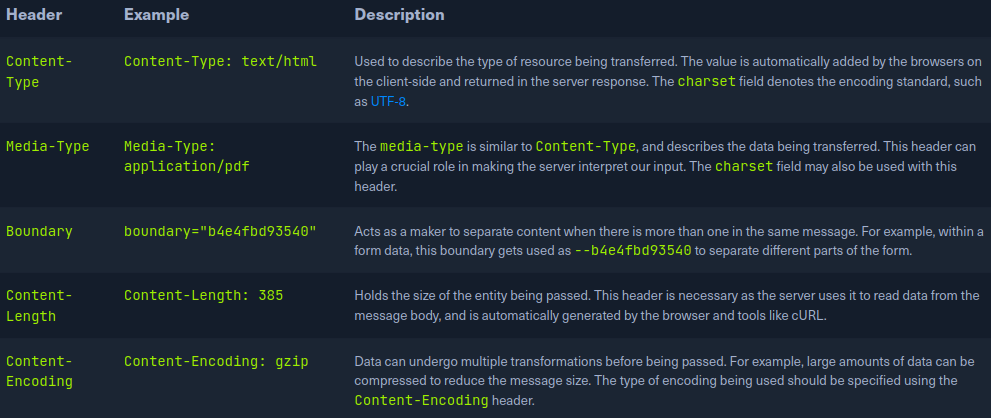 Header Example Description
Content-Type Content-Type: text/html Used to describe the type of resource being transferred. The value is automatically added by the browsers on
the client-side and returned in the server response. The charset field denotes the encoding standard, such
as UTF-8.
Media-Type Media-Type: application/pdf The media-type is similar to Content-Type, and describes the data being transferred. This header can
play a crucial role in making the server interpret our input. The charset field may also be used with this
header.
Boundary boundary="b4e4fbd93540" Acts as a maker to separate content when there is more than one in the same message. For example, within a
form data, this boundary gets used as --b4e4fbd93540 to separate different parts of the form.
Content-Length Content-Length: 385 Holds the size of the entity being passed. This header is necessary as the server uses it to read data from the
message body, and is automatically generated by the browser and tools like cURL.
Content-Encoding Content-Encoding: gzip Data can undergo multiple transformations before being passed. For example, large amounts of data can be
compressed to reduce the message size. The type of encoding being used should be specified using the
Content-Encoding header.